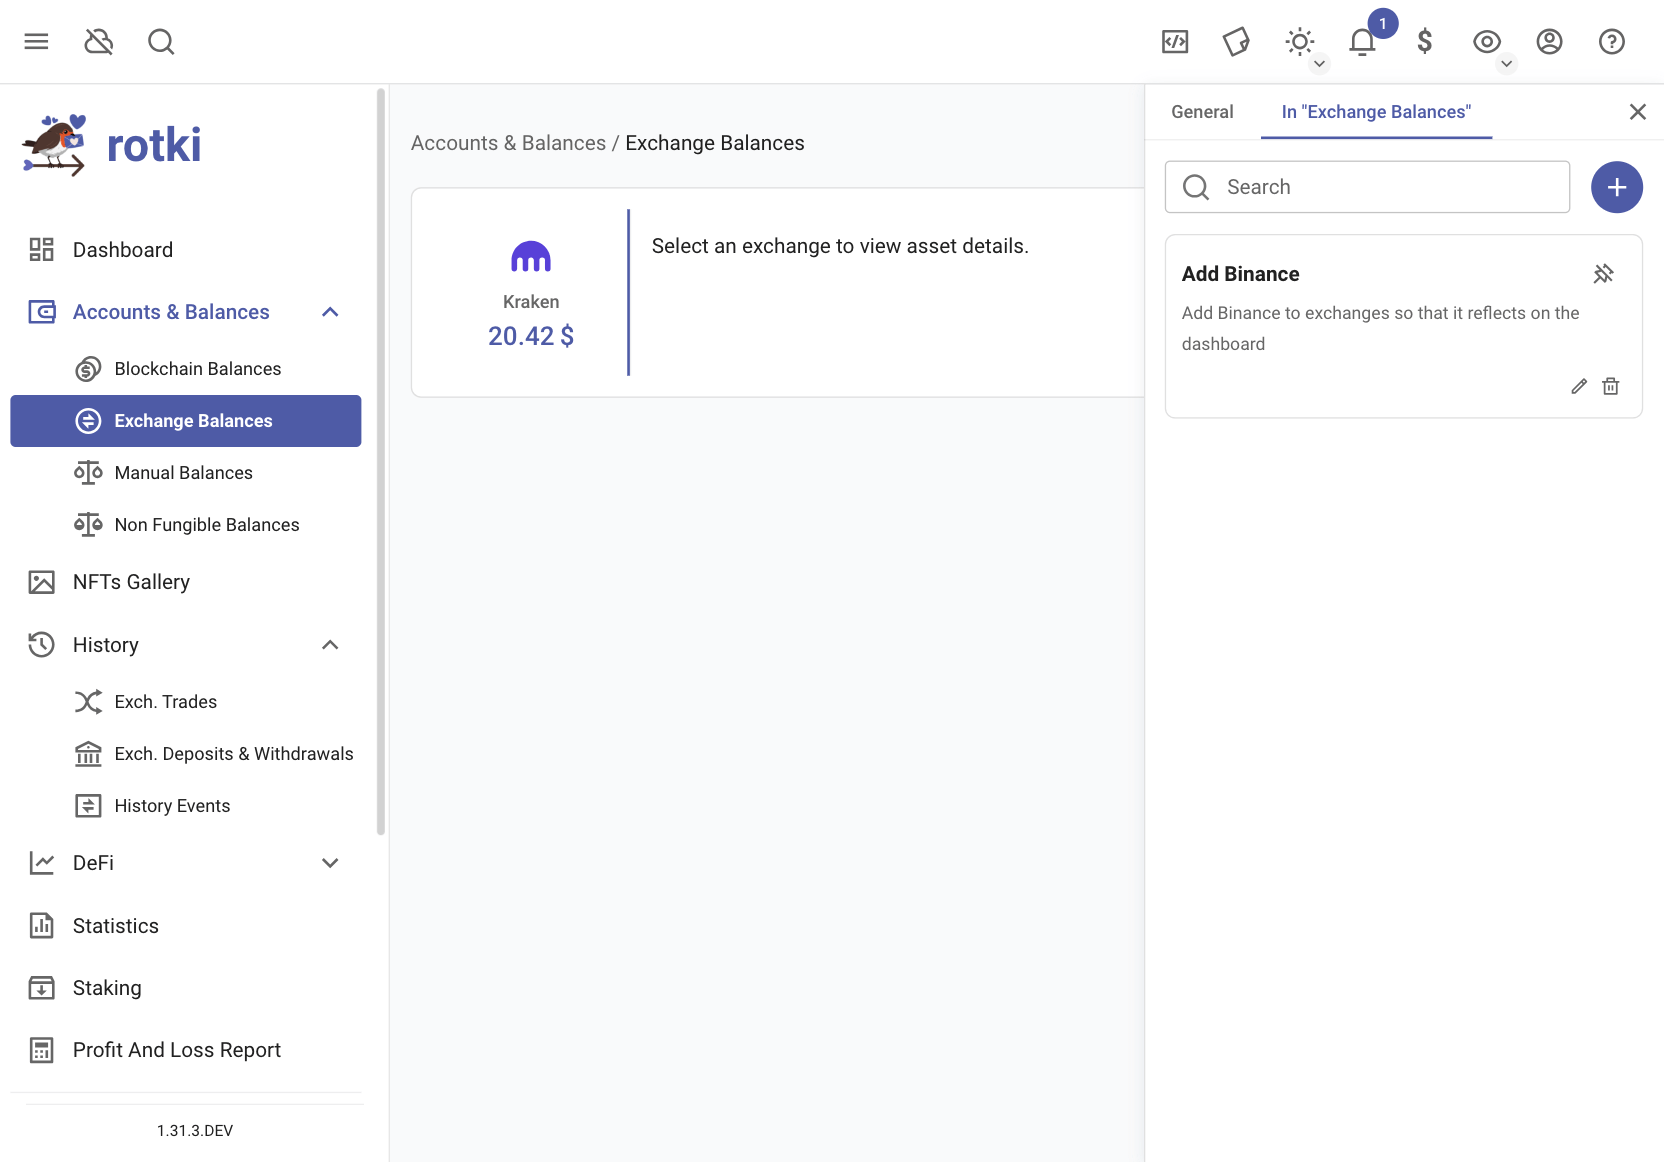 1
rotki
Dashboard
Accounts & Balances
Blockchain Balances
Exchange Balances
Manual Balances
Non Fungible Balances
NFTs Gallery
History
Exch. Trades
Exch. Deposits & Withdrawals
History Events
DeFi
Statistics
Staking
Profit And Loss Report
1.31.3.DEV
Accounts & Balances / Exchange Balances
Kraken
20.42 $
Select an exchange to view asset details.
General
In "Exchange Balances"
Search
Add Binance
Add Binance to exchanges so that it reflects on the
dashboard